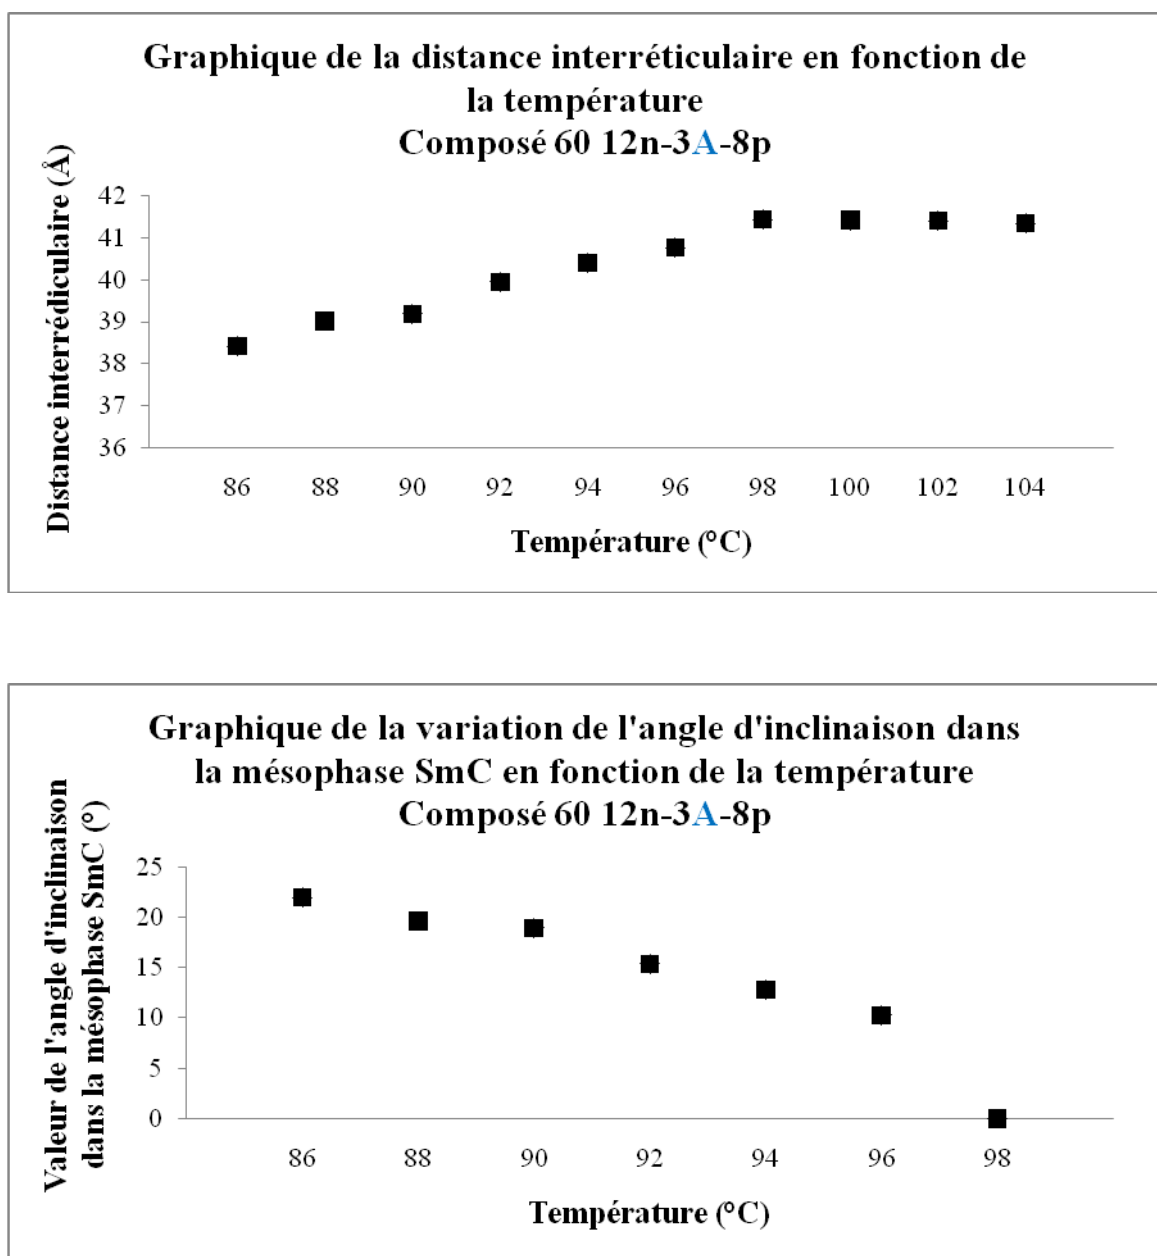 Graphique de la distance interréticulaire en fonction de
la température
Composé 60 12n-3A-8p
Distance interrédiculaire (Å)
42
41
40
39
38
37
36
86 88 90 92 94 96 98 100 102 104
Température (°C)
Graphique de la variation de l'angle d'inclinaison dans
la mésophase SmC en fonction de la température
Composé 60 12n-3A-8p
Valeur de l'angle d'inclinaison
dans la mésophase SmC (°)
25
20
15
10
5
0
86 88 90 92 94 96 98
Température (°C)